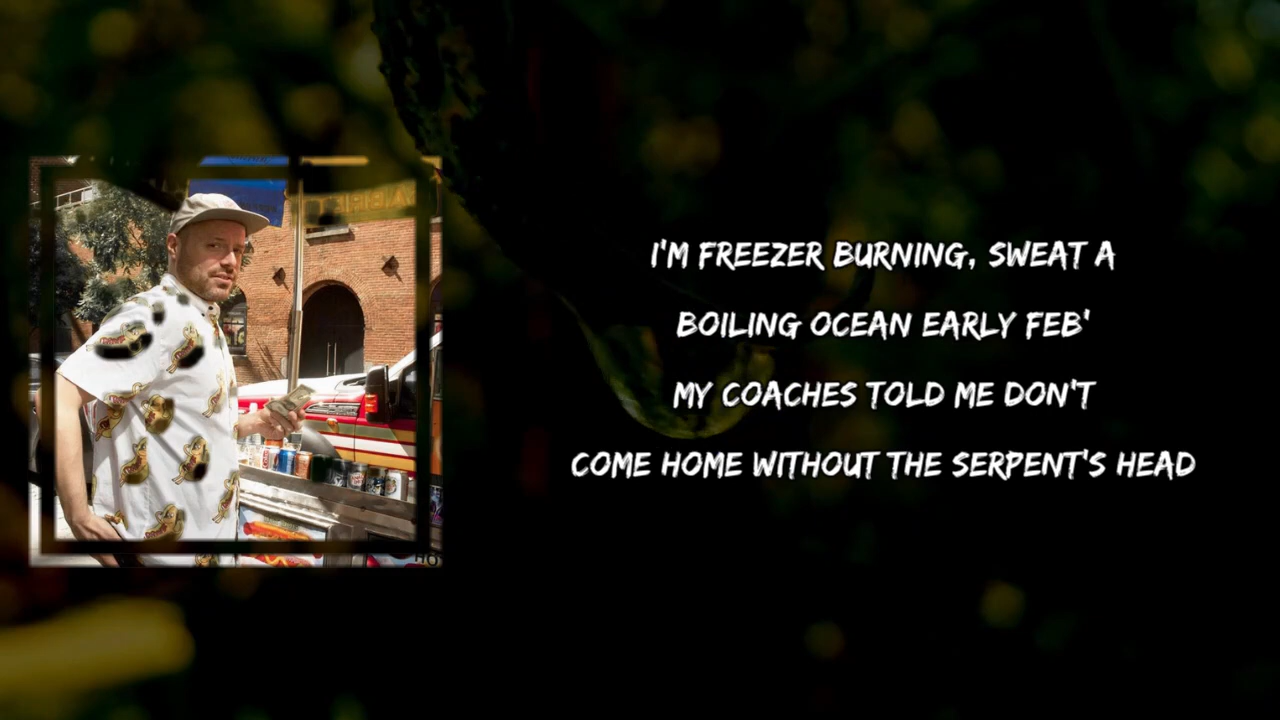 I'M FREEZER BURNING, SWEAT A
BOILING OCEAN EARLY FEB'
MY COACHES TOLD ME DON'T
COME HOME WITHOUT THE SERPENT'S HEAD